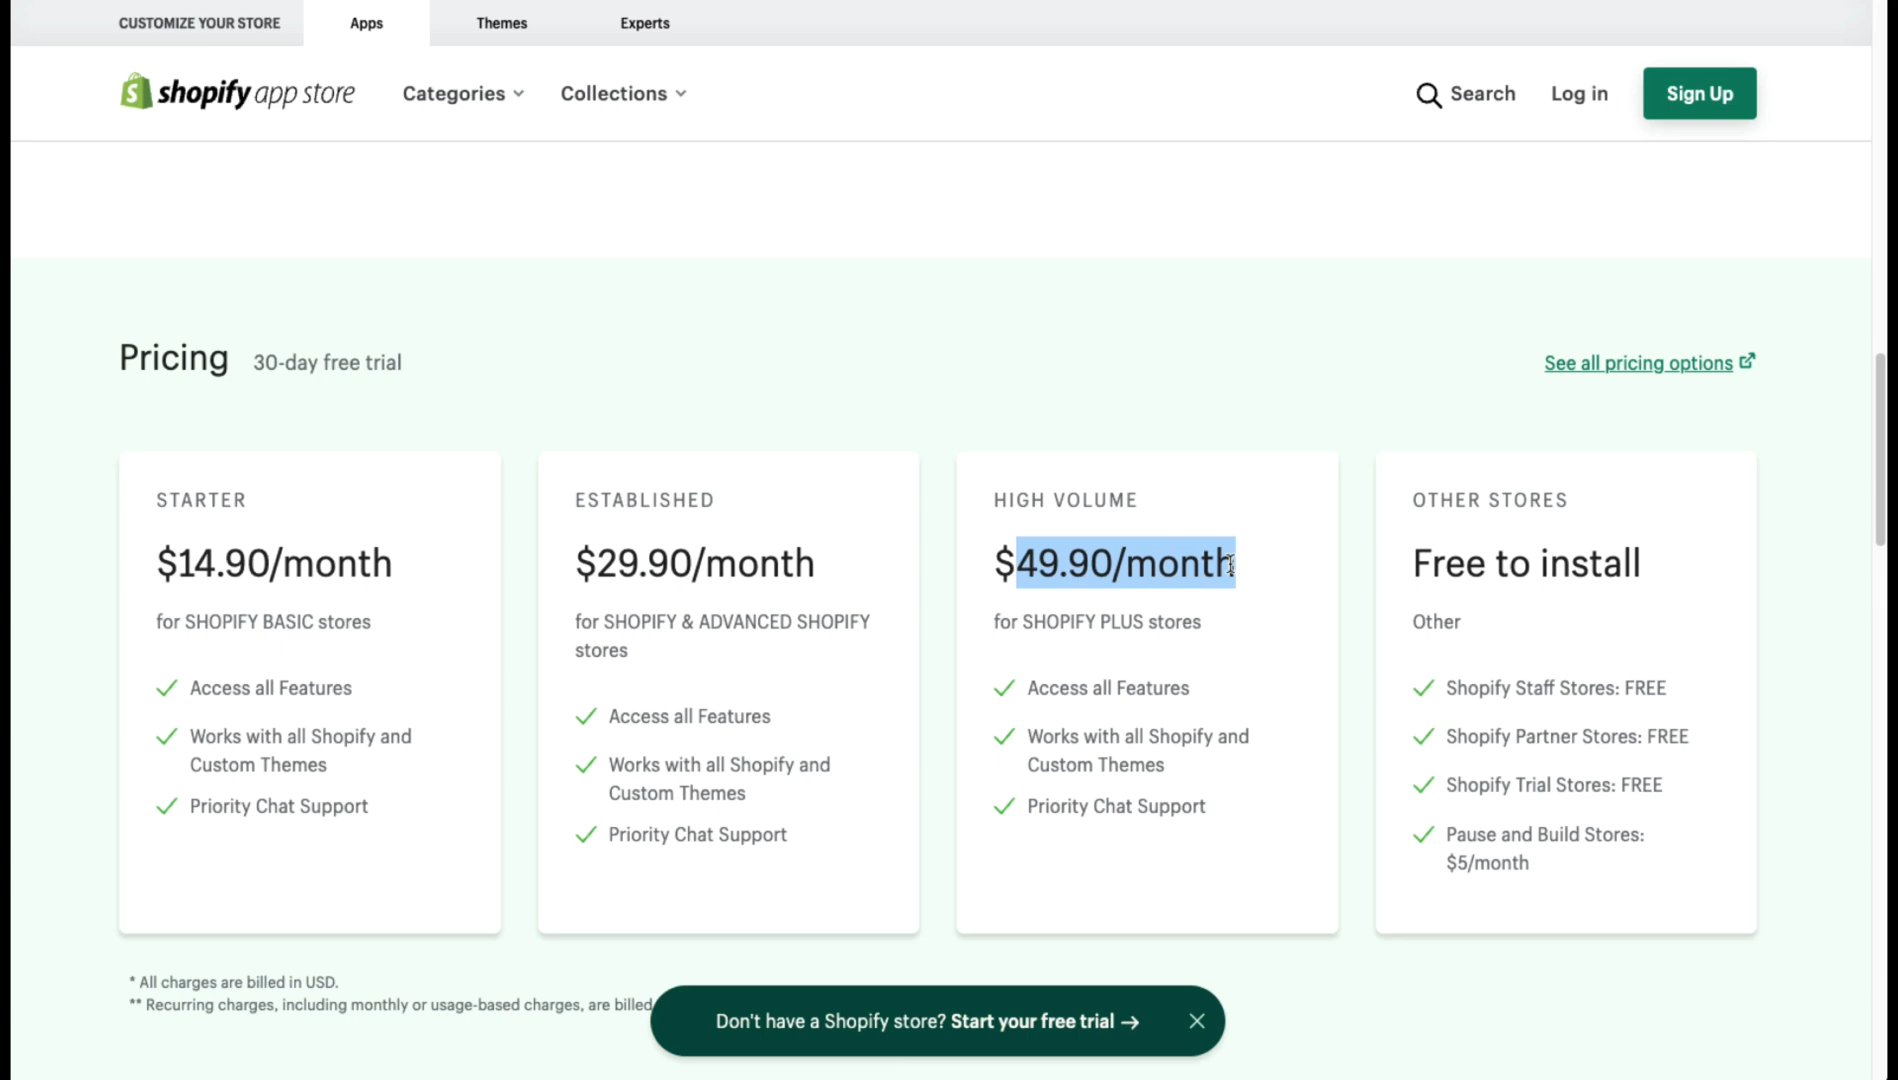 CUSTOMIZE YOUR STORE Apps Themes Experts
shopify app store Categories Collections Search Log in Sign Up
Pricing 30-day free trial See all pricing options
STARTER
$14.90/month
for SHOPIFY BASIC stores
Access all Features
Works with all Shopify and
Custom Themes
Priority Chat Support
ESTABLISHED
$29.90/month
for SHOPIFY & ADVANCED SHOPIFY
stores
Access all Features
Works with all Shopify and
Custom Themes
Priority Chat Support
HIGH VOLUME
$49.90/month
for SHOPIFY PLUS stores
Access all Features
Works with all Shopify and
Custom Themes
Priority Chat Support
OTHER STORES
Free to install
Other
Shopify Staff Stores: FREE
Shopify Partner Stores: FREE
Shopify Trial Stores: FREE
Pause and Build Stores:
$5/month
* All charges are billed in USD.
** Recurring charges, including monthly or usage-based charges, are billed
Don't have a Shopify store? Start your free trial →